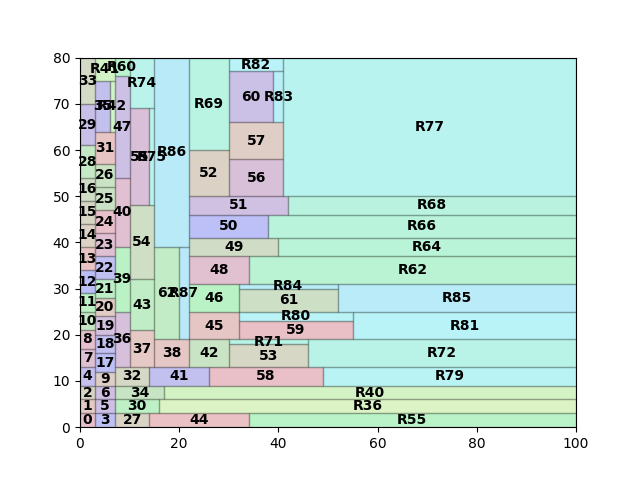 80
70
60
50
40
30
20
10
0
0 20 40 60 80 100
R41 R60 R82
33 R74
60 R83
R69
35 R42
R77
29 47
57
31
28 55 R75 R86
26 52 56
16
25 51 R68
15 40
24 50 R66
14
23 54 49 R64
13
22 48 R62
12 39 62 R87
21 R84
11 43 46 61 R85
20
10 19 45 R80
59 R81
8 18 36 37 R71
7 38 42 53 R72
17
4 9 32 41 58 R79
2 6 34 R40
1 5 30 R36
0 3 27 44 R55